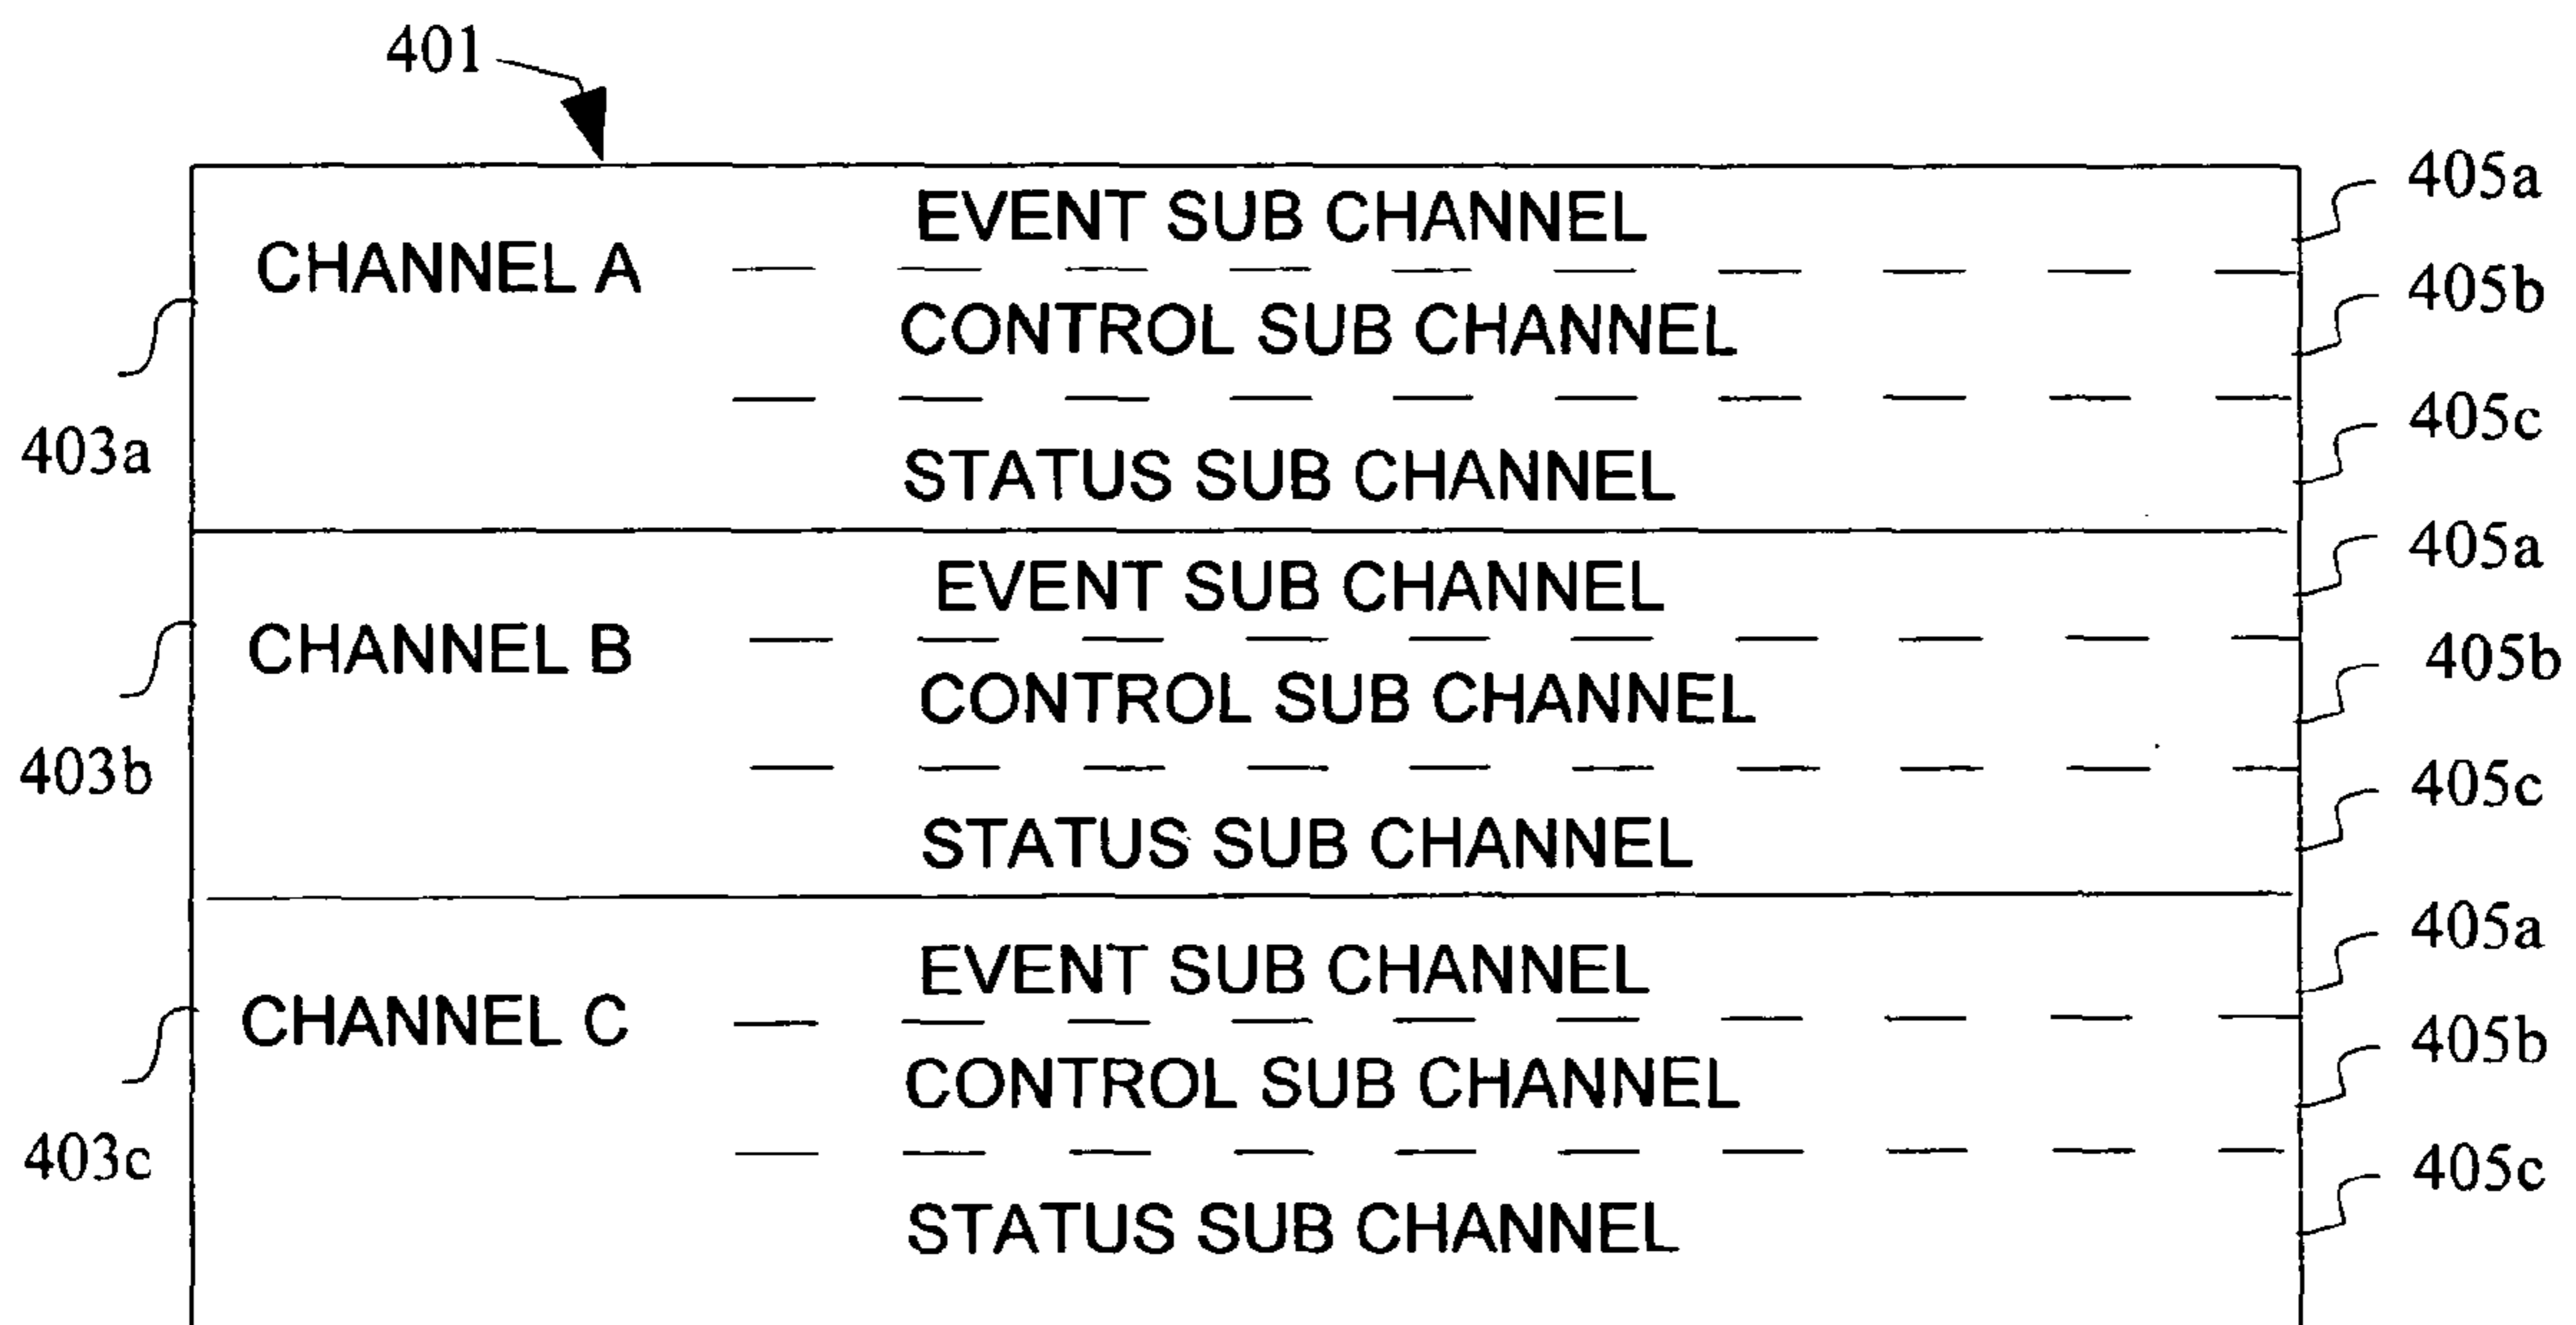 401
EVENT SUB CHANNEL 405a
CHANNEL A
CONTROL SUB CHANNEL 405b
403a
STATUS SUB CHANNEL 405c
EVENT SUB CHANNEL 405a
CHANNEL B
CONTROL SUB CHANNEL 405b
403b
STATUS SUB CHANNEL 405c
EVENT SUB CHANNEL 405a
CHANNEL C
CONTROL SUB CHANNEL 405b
403c
STATUS SUB CHANNEL 405c